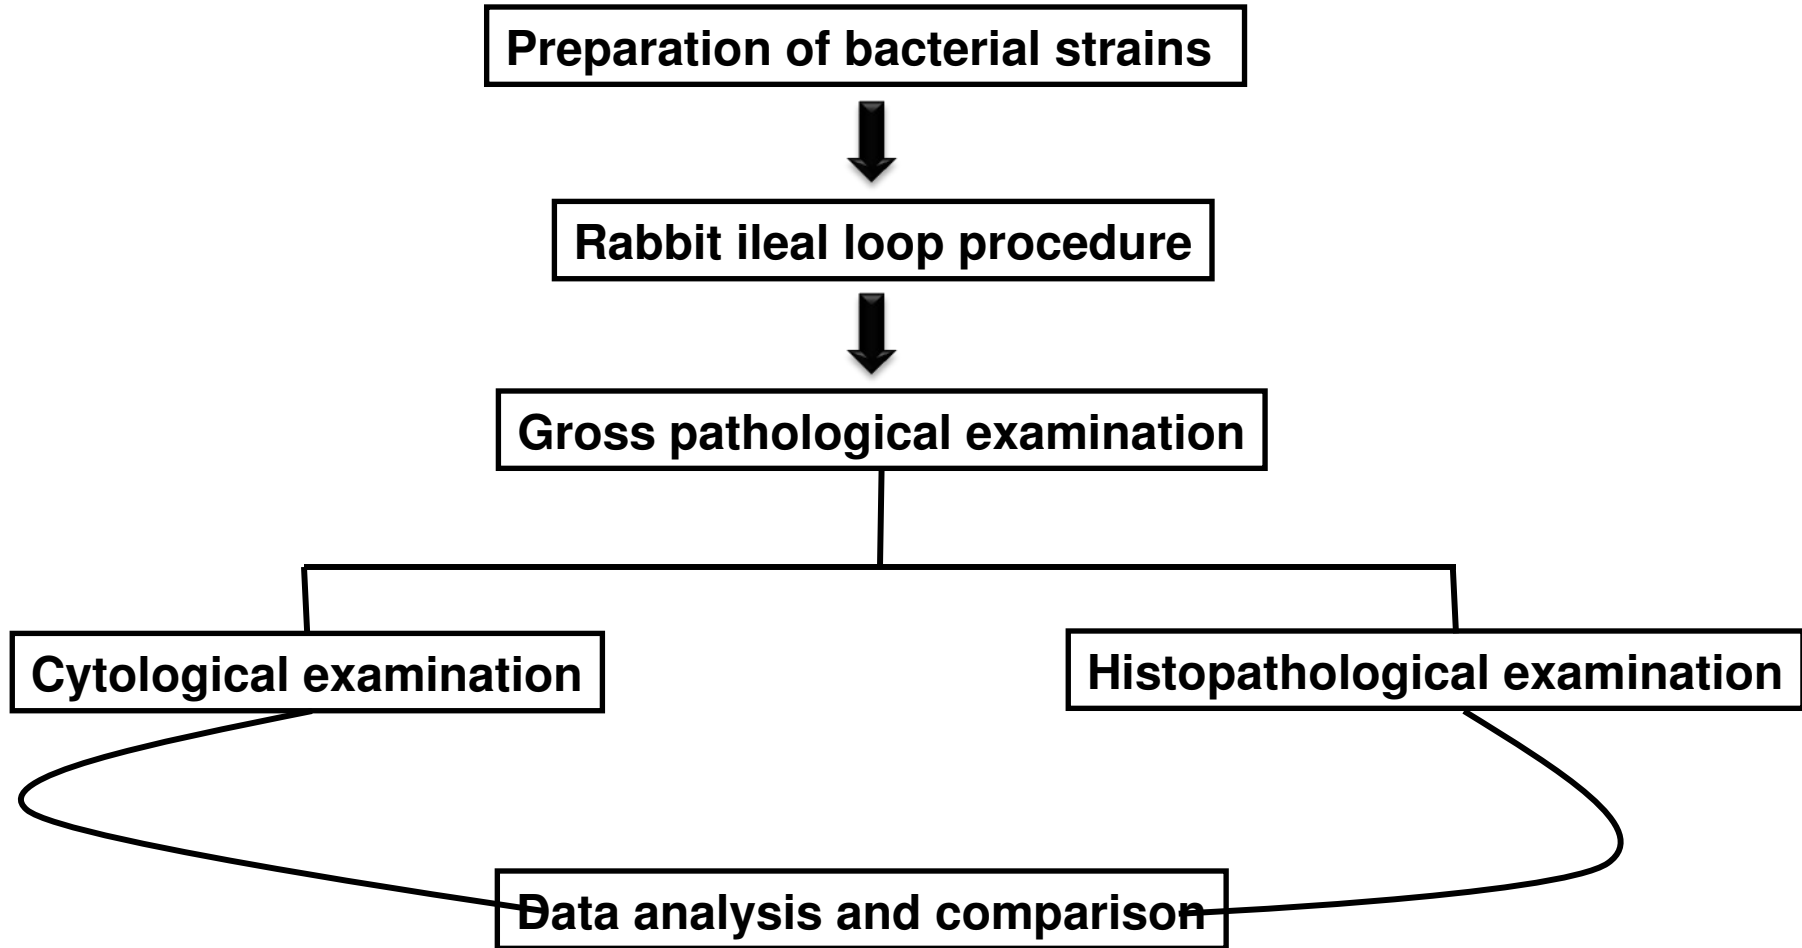 Preparation of bacterial strains
Rabbit ileal loop procedure
Gross pathological examination
Cytological examination
Histopathological examination
Data analysis and comparison